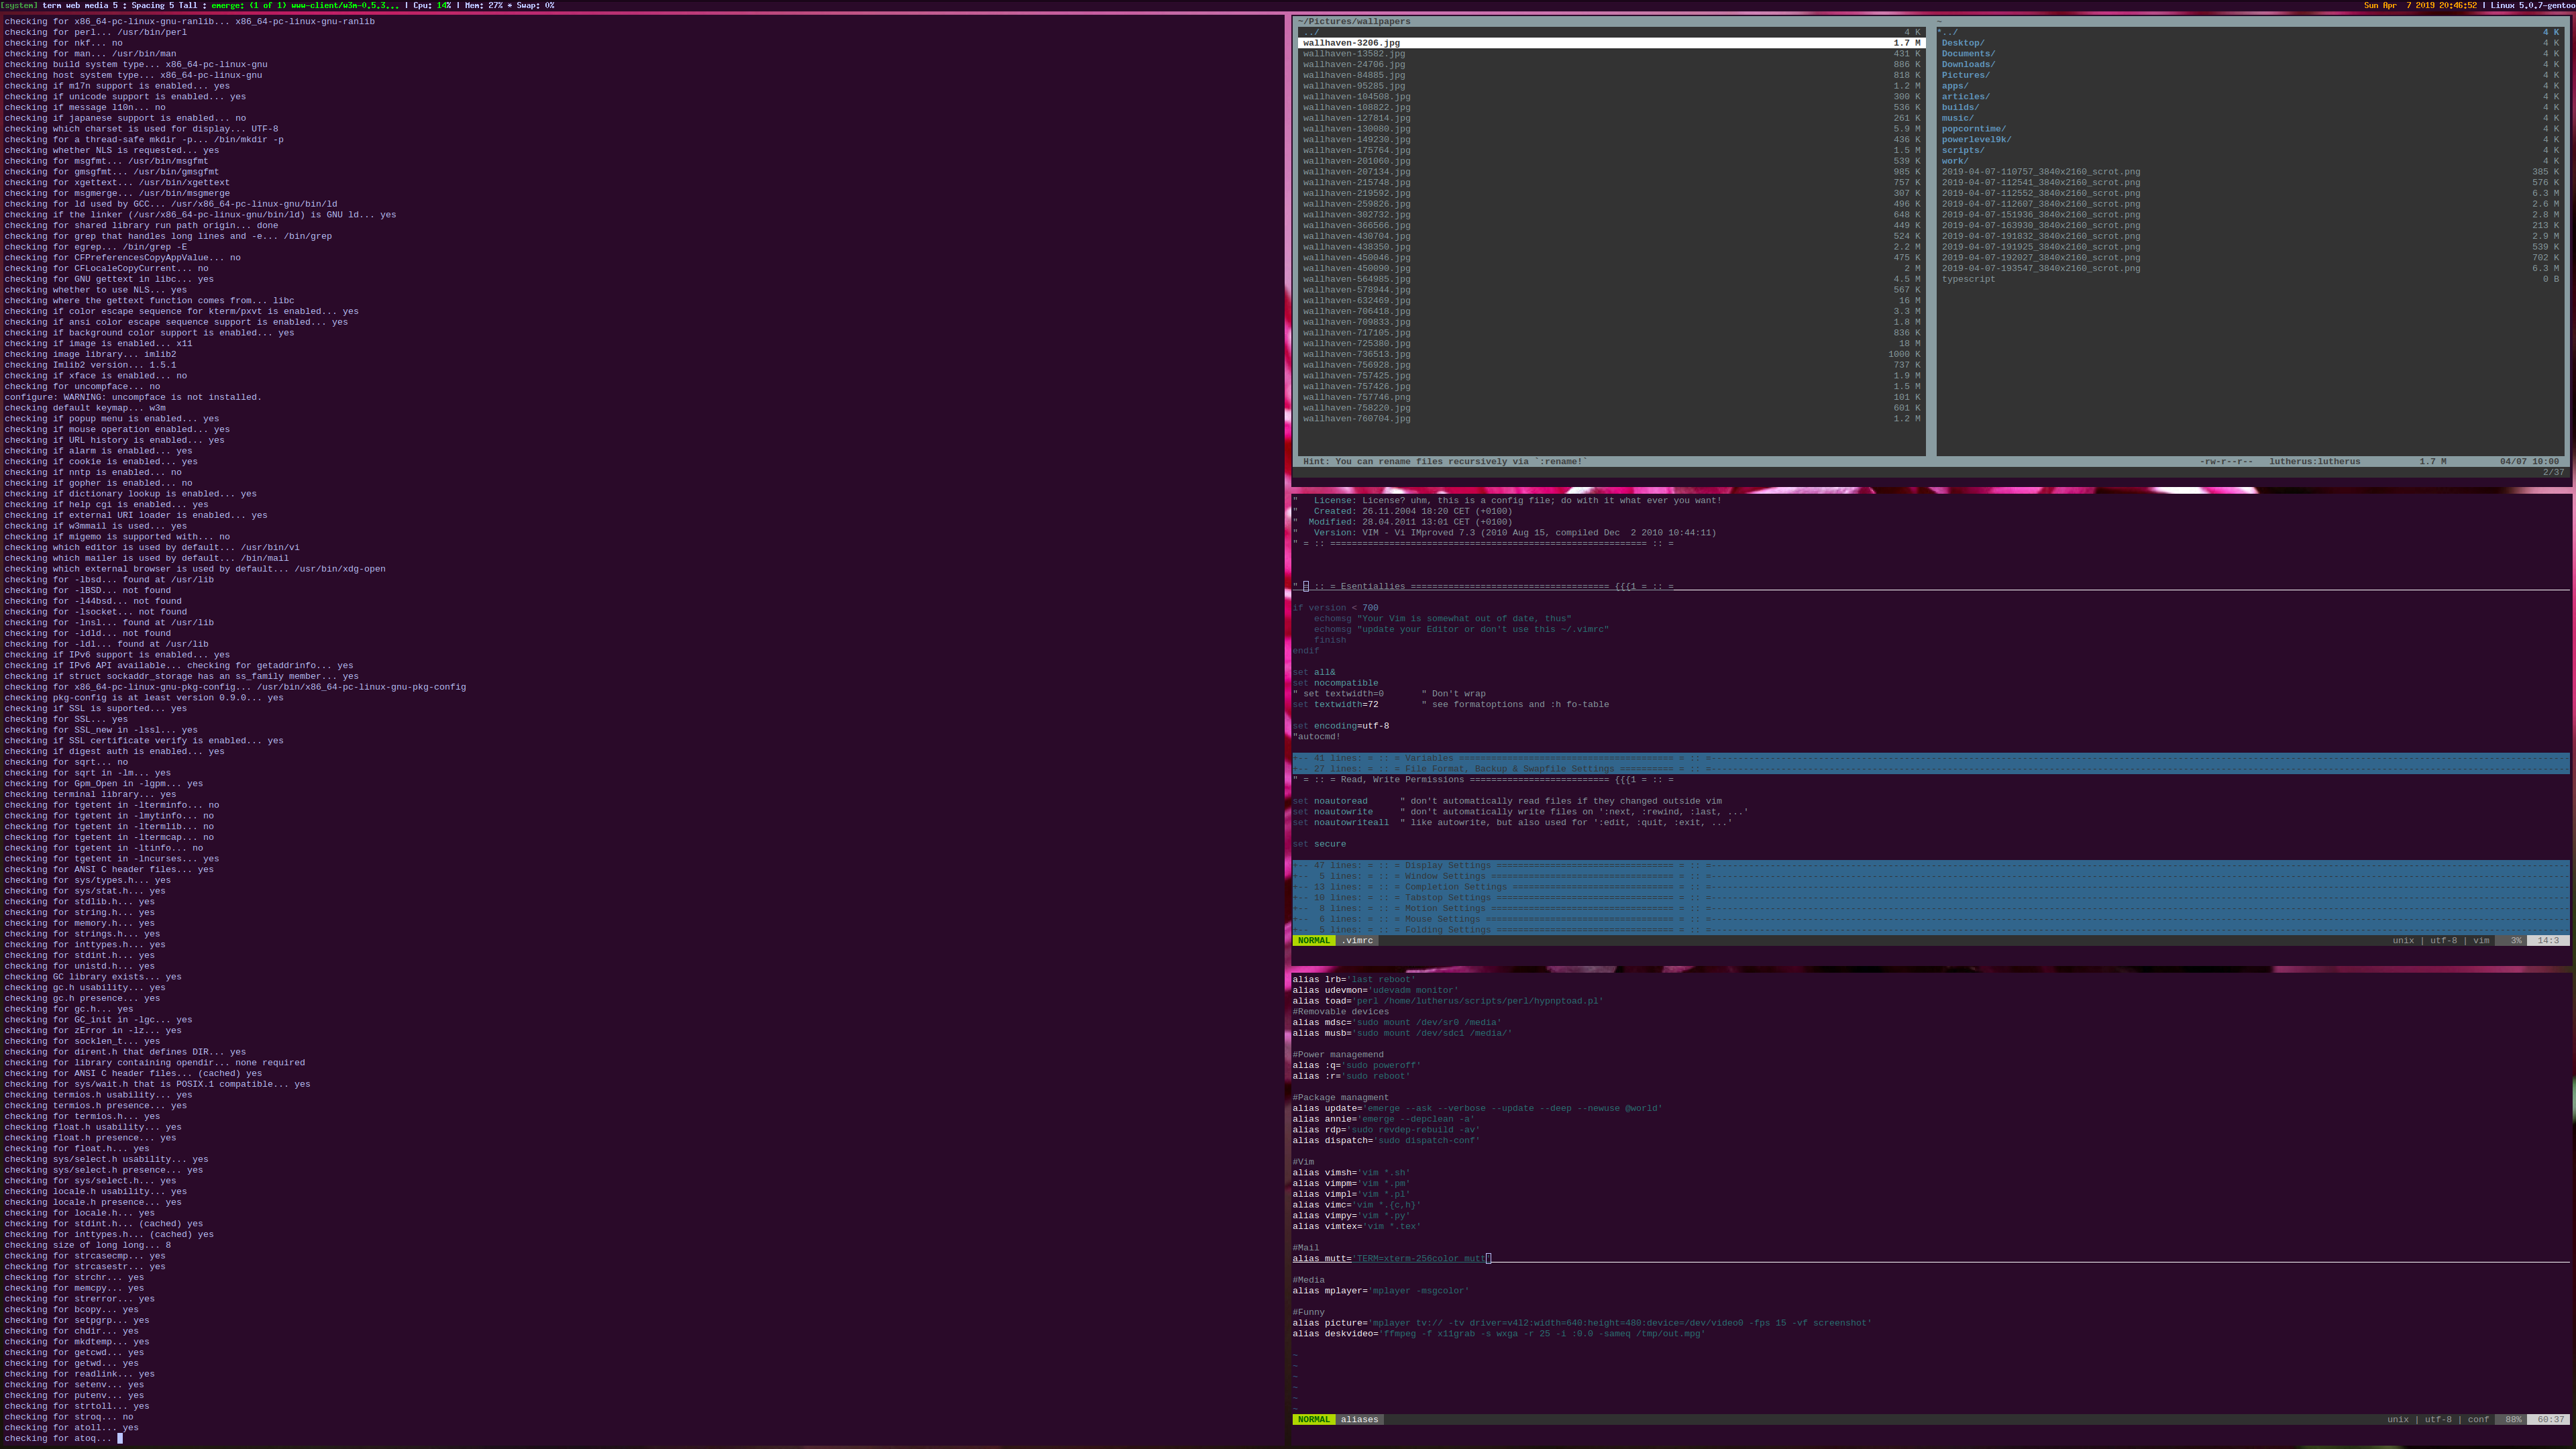 [system] term web media 5 : Spacing 5 Tall : emerge: (1 of 1) www-client/w3m-0.5.3... | Cpu: 14% | Mem: 27% * Swap: 0%
Sun Apr  7 2019 20:46:52 | Linux 5.0.7-gentoo
checking for x86_64-pc-linux-gnu-ranlib... x86_64-pc-linux-gnu-ranlib
checking for perl... /usr/bin/perl
checking for nkf... no
checking for man... /usr/bin/man
checking build system type... x86_64-pc-linux-gnu
checking host system type... x86_64-pc-linux-gnu
checking if m17n support is enabled... yes
checking if unicode support is enabled... yes
checking if message l10n... no
checking if japanese support is enabled... no
checking which charset is used for display... UTF-8
checking for a thread-safe mkdir -p... /bin/mkdir -p
checking whether NLS is requested... yes
checking for msgfmt... /usr/bin/msgfmt
checking for gmsgfmt... /usr/bin/gmsgfmt
checking for xgettext... /usr/bin/xgettext
checking for msgmerge... /usr/bin/msgmerge
checking for ld used by GCC... /usr/x86_64-pc-linux-gnu/bin/ld
checking if the linker (/usr/x86_64-pc-linux-gnu/bin/ld) is GNU ld... yes
checking for shared library run path origin... done
checking for grep that handles long lines and -e... /bin/grep
checking for egrep... /bin/grep -E
checking for CFPreferencesCopyAppValue... no
checking for CFLocaleCopyCurrent... no
checking for GNU gettext in libc... yes
checking whether to use NLS... yes
checking where the gettext function comes from... libc
checking if color escape sequence for kterm/pxvt is enabled... yes
checking if ansi color escape sequence support is enabled... yes
checking if background color support is enabled... yes
checking if image is enabled... x11
checking image library... imlib2
checking Imlib2 version... 1.5.1
checking if xface is enabled... no
checking for uncompface... no
configure: WARNING: uncompface is not installed.
checking default keymap... w3m
checking if popup menu is enabled... yes
checking if mouse operation enabled... yes
checking if URL history is enabled... yes
checking if alarm is enabled... yes
checking if cookie is enabled... yes
checking if nntp is enabled... no
checking if gopher is enabled... no
checking if dictionary lookup is enabled... yes
checking if help cgi is enabled... yes
checking if external URI loader is enabled... yes
checking if w3mmail is used... yes
checking if migemo is supported with... no
checking which editor is used by default... /usr/bin/vi
checking which mailer is used by default... /bin/mail
checking which external browser is used by default... /usr/bin/xdg-open
checking for -lbsd... found at /usr/lib
checking for -lBSD... not found
checking for -l44bsd... not found
checking for -lsocket... not found
checking for -lnsl... found at /usr/lib
checking for -ldld... not found
checking for -ldl... found at /usr/lib
checking if IPv6 support is enabled... yes
checking if IPv6 API available... checking for getaddrinfo... yes
checking if struct sockaddr_storage has an ss_family member... yes
checking for x86_64-pc-linux-gnu-pkg-config... /usr/bin/x86_64-pc-linux-gnu-pkg-config
checking pkg-config is at least version 0.9.0... yes
checking if SSL is suported... yes
checking for SSL... yes
checking for SSL_new in -lssl... yes
checking if SSL certificate verify is enabled... yes
checking if digest auth is enabled... yes
checking for sqrt... no
checking for sqrt in -lm... yes
checking for Gpm_Open in -lgpm... yes
checking terminal library... yes
checking for tgetent in -lterminfo... no
checking for tgetent in -lmytinfo... no
checking for tgetent in -ltermlib... no
checking for tgetent in -ltermcap... no
checking for tgetent in -ltinfo... no
checking for tgetent in -lncurses... yes
checking for ANSI C header files... yes
checking for sys/types.h... yes
checking for sys/stat.h... yes
checking for stdlib.h... yes
checking for string.h... yes
checking for memory.h... yes
checking for strings.h... yes
checking for inttypes.h... yes
checking for stdint.h... yes
checking for unistd.h... yes
checking GC library exists... yes
checking gc.h usability... yes
checking gc.h presence... yes
checking for gc.h... yes
checking for GC_init in -lgc... yes
checking for zError in -lz... yes
checking for socklen_t... yes
checking for dirent.h that defines DIR... yes
checking for library containing opendir... none required
checking for ANSI C header files... (cached) yes
checking for sys/wait.h that is POSIX.1 compatible... yes
checking termios.h usability... yes
checking termios.h presence... yes
checking for termios.h... yes
checking float.h usability... yes
checking float.h presence... yes
checking for float.h... yes
checking sys/select.h usability... yes
checking sys/select.h presence... yes
checking for sys/select.h... yes
checking locale.h usability... yes
checking locale.h presence... yes
checking for locale.h... yes
checking for stdint.h... (cached) yes
checking for inttypes.h... (cached) yes
checking size of long long... 8
checking for strcasecmp... yes
checking for strcasestr... yes
checking for strchr... yes
checking for memcpy... yes
checking for strerror... yes
checking for bcopy... yes
checking for setpgrp... yes
checking for chdir... yes
checking for mkdtemp... yes
checking for getcwd... yes
checking for getwd... yes
checking for readlink... yes
checking for setenv... yes
checking for putenv... yes
checking for strtoll... yes
checking for stroq... no
checking for atoll... yes
checking for atoq...
~/Pictures/wallpapers
../ 4 K
wallhaven-3206.jpg 1.7 M
wallhaven-13582.jpg 431 K
wallhaven-24706.jpg 886 K
wallhaven-84885.jpg 818 K
wallhaven-95285.jpg 1.2 M
wallhaven-104508.jpg 300 K
wallhaven-108822.jpg 536 K
wallhaven-127814.jpg 261 K
wallhaven-130080.jpg 5.9 M
wallhaven-149230.jpg 436 K
wallhaven-175764.jpg 1.5 M
wallhaven-201060.jpg 539 K
wallhaven-207134.jpg 985 K
wallhaven-215748.jpg 757 K
wallhaven-219592.jpg 307 K
wallhaven-259826.jpg 496 K
wallhaven-302732.jpg 648 K
wallhaven-366566.jpg 449 K
wallhaven-430704.jpg 524 K
wallhaven-438350.jpg 2.2 M
wallhaven-450046.jpg 475 K
wallhaven-450090.jpg 2 M
wallhaven-564985.jpg 4.5 M
wallhaven-578944.jpg 567 K
wallhaven-632469.jpg 16 M
wallhaven-706418.jpg 3.3 M
wallhaven-709833.jpg 1.8 M
wallhaven-717105.jpg 836 K
wallhaven-725380.jpg 18 M
wallhaven-736513.jpg 1000 K
wallhaven-756928.jpg 737 K
wallhaven-757425.jpg 1.9 M
wallhaven-757426.jpg 1.5 M
wallhaven-757746.png 101 K
wallhaven-758220.jpg 601 K
wallhaven-760704.jpg 1.2 M
~
*../ 4 K
Desktop/ 4 K
Documents/ 4 K
Downloads/ 4 K
Pictures/ 4 K
apps/ 4 K
articles/ 4 K
builds/ 4 K
music/ 4 K
popcorntime/ 4 K
powerlevel9k/ 4 K
scripts/ 4 K
work/ 4 K
2019-04-07-110757_3840x2160_scrot.png 385 K
2019-04-07-112541_3840x2160_scrot.png 576 K
2019-04-07-112552_3840x2160_scrot.png 6.3 M
2019-04-07-112607_3840x2160_scrot.png 2.6 M
2019-04-07-151936_3840x2160_scrot.png 2.8 M
2019-04-07-163930_3840x2160_scrot.png 213 K
2019-04-07-191832_3840x2160_scrot.png 2.9 M
2019-04-07-191925_3840x2160_scrot.png 539 K
2019-04-07-192027_3840x2160_scrot.png 702 K
2019-04-07-193547_3840x2160_scrot.png 6.3 M
typescript 0 B
Hint: You can rename files recursively via `:rename!` -rw-r--r-- lutherus:lutherus 1.7 M 04/07 10:00
2/37
"   License: License? uhm, this is a config file; do with it what ever you want!
"   Created: 26.11.2004 18:20 CET (+0100)
"  Modified: 28.04.2011 13:01 CET (+0100)
"   Version: VIM - Vi IMproved 7.3 (2010 Aug 15, compiled Dec  2 2010 10:44:11)
" = :: =========================================================== :: =
" = :: = Esentiallies ===================================== {{{1 = :: =
if version < 700
    echomsg "Your Vim is somewhat out of date, thus"
    echomsg "update your Editor or don't use this ~/.vimrc"
    finish
endif
set all&
set nocompatible
" set textwidth=0       " Don't wrap
set textwidth=72        " see formatoptions and :h fo-table
set encoding=utf-8
"autocmd!
+-- 41 lines: = :: = Variables ======================================== = :: =---
+-- 27 lines: = :: = File Format, Backup & Swapfile Settings ========== = :: =---
" = :: = Read, Write Permissions ========================== {{{1 = :: =
set noautoread      " don't automatically read files if they changed outside vim
set noautowrite     " don't automatically write files on ':next, :rewind, :last, ...'
set noautowriteall  " like autowrite, but also used for ':edit, :quit, :exit, ...'
set secure
+-- 47 lines: = :: = Display Settings ================================= = :: =---
+--  5 lines: = :: = Window Settings ================================== = :: =---
+-- 13 lines: = :: = Completion Settings =============================== = :: =---
+-- 10 lines: = :: = Tabstop Settings ================================= = :: =---
+--  8 lines: = :: = Motion Settings ================================== = :: =---
+--  6 lines: = :: = Mouse Settings =================================== = :: =---
+--  5 lines: = :: = Folding Settings ================================= = :: =---
NORMAL .vimrc unix | utf-8 | vim 3% 14:3
alias lrb='last reboot'
alias udevmon='udevadm monitor'
alias toad='perl /home/lutherus/scripts/perl/hypnptoad.pl'
#Removable devices
alias mdsc='sudo mount /dev/sr0 /media'
alias musb='sudo mount /dev/sdc1 /media/'
#Power managemend
alias :q='sudo poweroff'
alias :r='sudo reboot'
#Package managment
alias update='emerge --ask --verbose --update --deep --newuse @world'
alias annie='emerge --depclean -a'
alias rdp='sudo revdep-rebuild -av'
alias dispatch='sudo dispatch-conf'
#Vim
alias vimsh='vim *.sh'
alias vimpm='vim *.pm'
alias vimpl='vim *.pl'
alias vimc='vim *.{c,h}'
alias vimpy='vim *.py'
alias vimtex='vim *.tex'
#Mail
alias mutt='TERM=xterm-256color mutt'
#Media
alias mplayer='mplayer -msgcolor'
#Funny
alias picture='mplayer tv:// -tv driver=v4l2:width=640:height=480:device=/dev/video0 -fps 15 -vf screenshot'
alias deskvideo='ffmpeg -f x11grab -s wxga -r 25 -i :0.0 -sameq /tmp/out.mpg'
~
~
~
~
~
~
NORMAL aliases unix | utf-8 | conf 88% 60:37